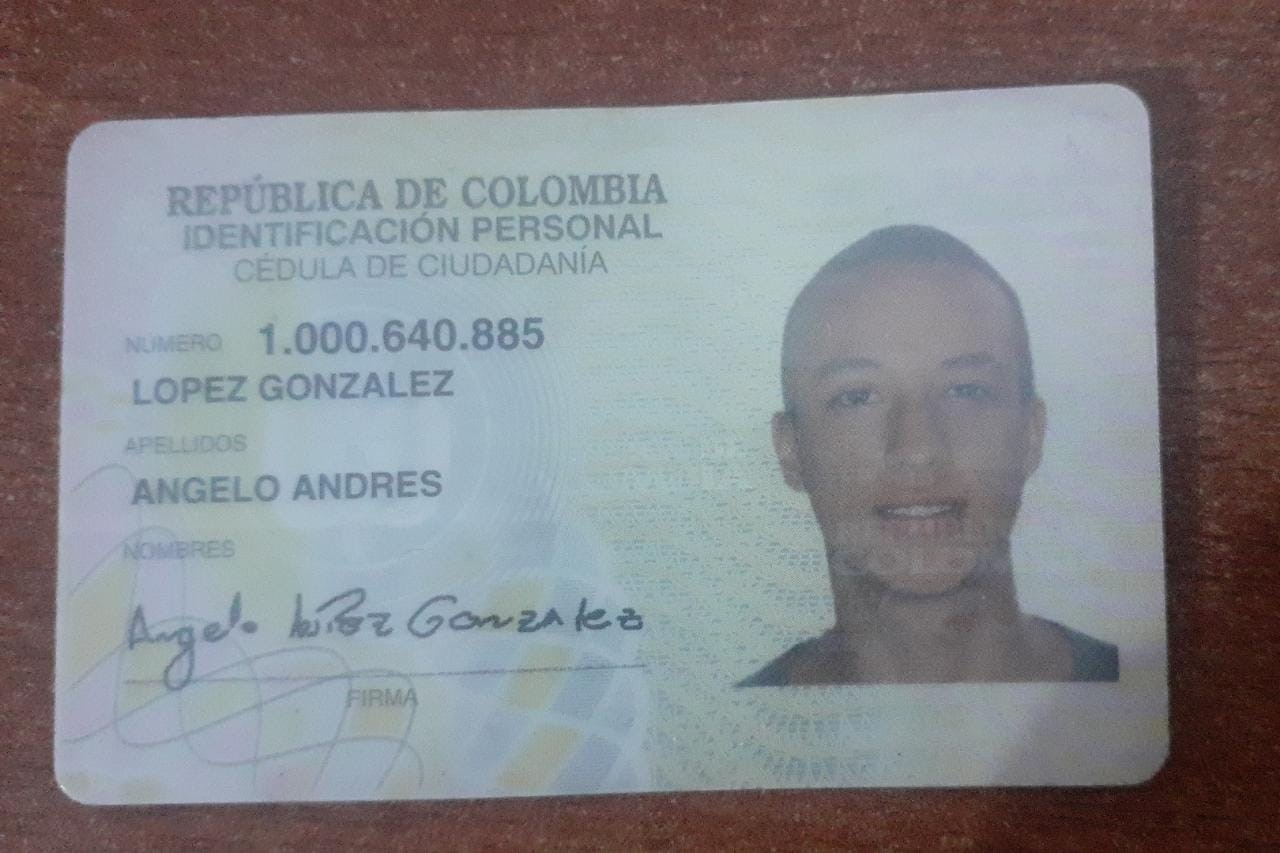 REPÚBLICA DE COLOMBIA
IDENTIFICACIÓN PERSONAL
CÉDULA DE CIUDADANÍA
NUMERO 1.000.640.885
LOPEZ GONZALEZ
APELLIDOS
ANGELO ANDRES
NOMBRES
Angelo López Gonzalez
FIRMA